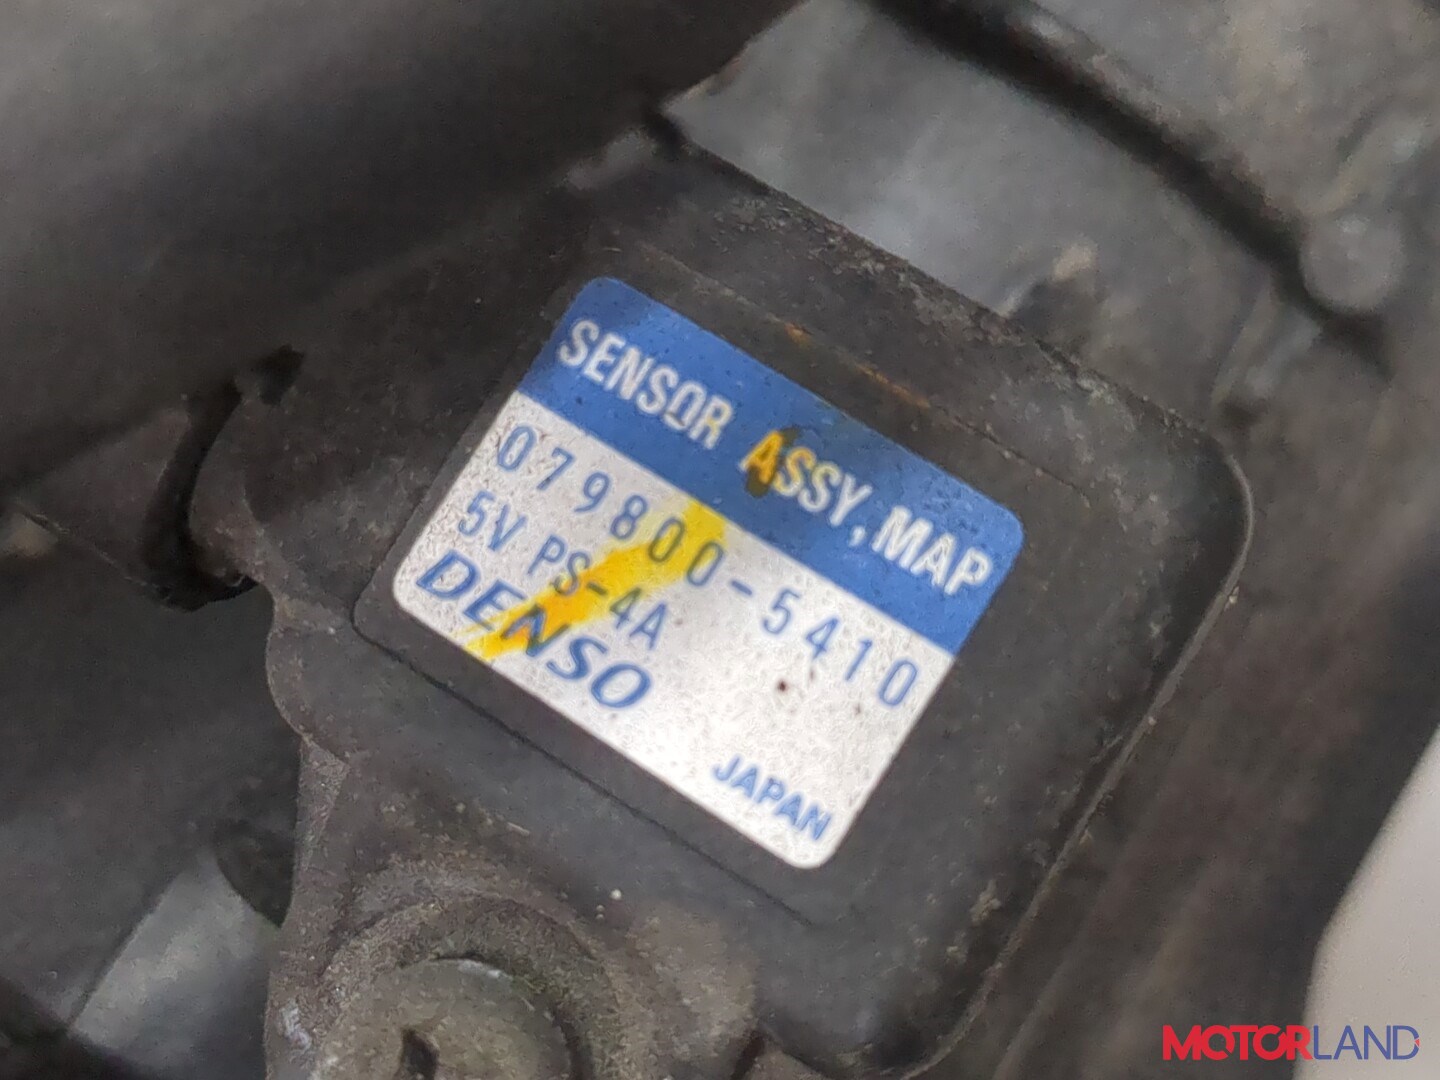 SENSOR ASSY, MAP
079800-5410
5V PS-4A
DENSO
JAPAN
MOTORLAND